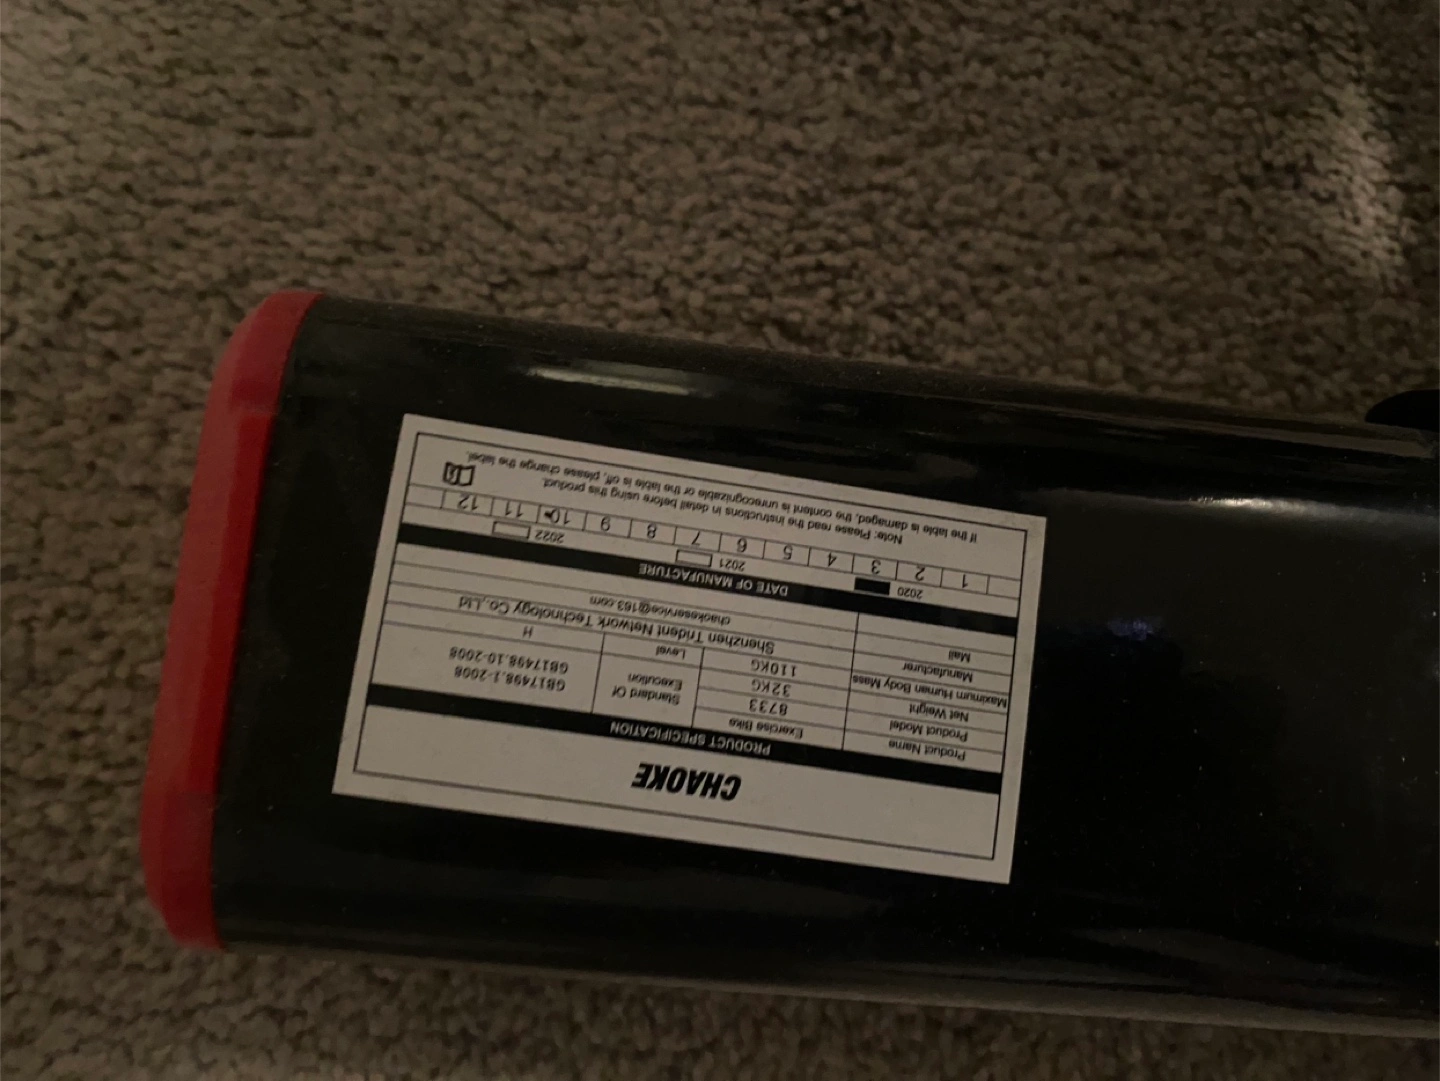 CHAOKE
PRODUCT SPECIFICATION
Product Name Exercise Bike
Product Model 8733
Net Weight 32KG
Maximum Human Body Mass 110KG
Standard Of Execution GB17498.1-2008 GB17498.10-2008
Level H
Manufacturer Shenzhen Trident Network Technology Co.,Ltd
Mail chaokeservice@163.com
DATE OF MANUFACTURE
2020 2021 2022
1 2 3 4 5 6 7 8 9 10 11 12
Note: Please read the instructions in detail before using this product.
If the lable is damaged, the content is unrecognizable or the lable is off, please change the label.